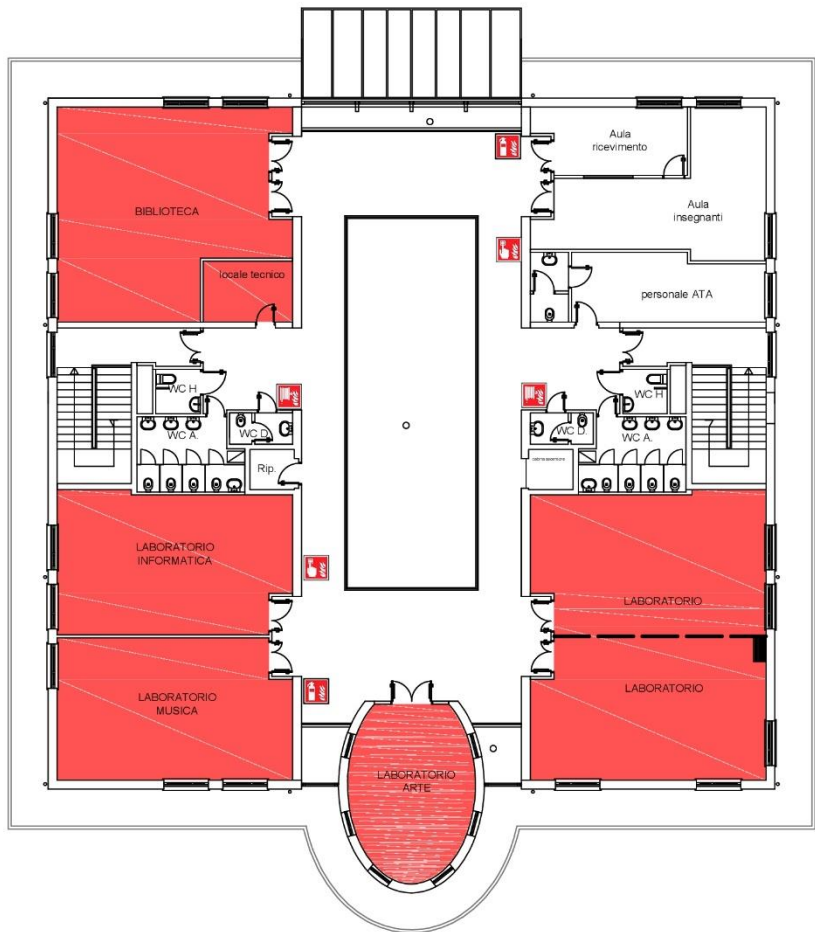 Aula
ricevimento
Aula
insegnanti
BIBLIOTECA
locale tecnico
personale ATA
WC H
WC H
WC A.
WC D.
WC D.
WC A.
Rip.
LABORATORIO
INFORMATICA
LABORATORIO
LABORATORIO
MUSICA
LABORATORIO
LABORATORIO
ARTE